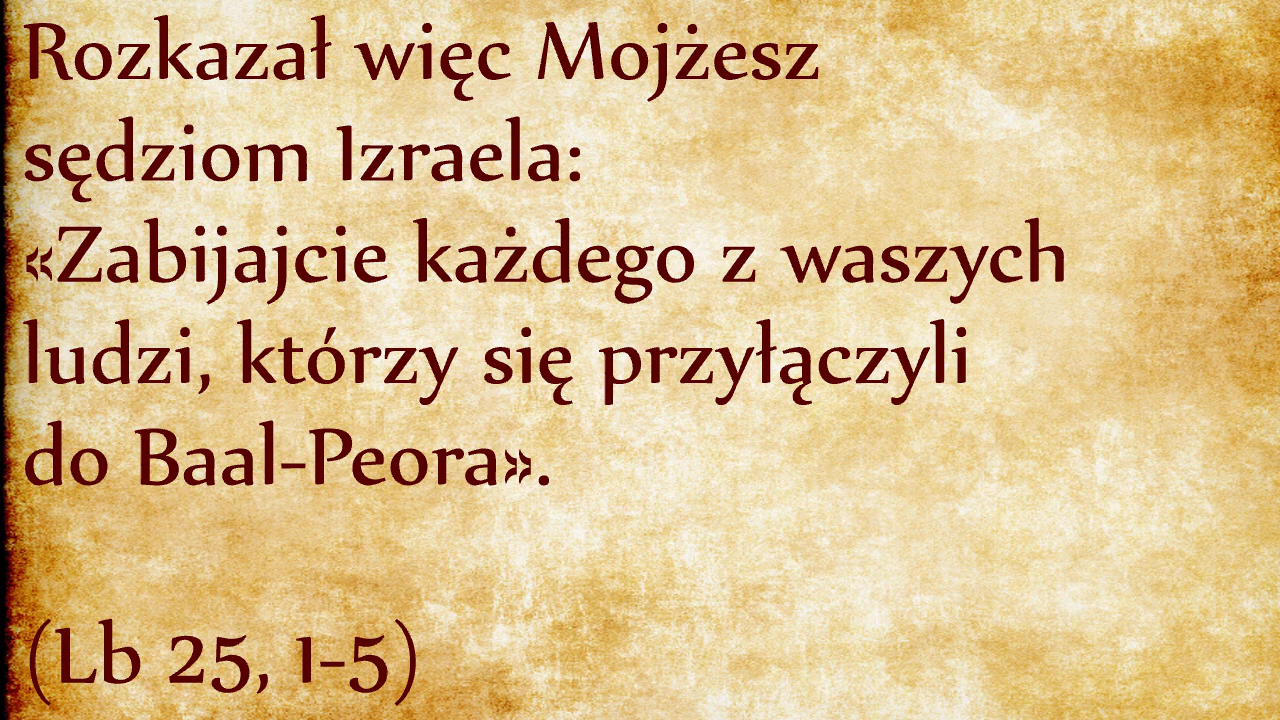 Rozkazał więc Mojżesz
sędziom Izraela:
«Zabijajcie każdego z waszych
ludzi, którzy się przyłączyli
do Baal-Peora».
(Lb 25, 1-5)